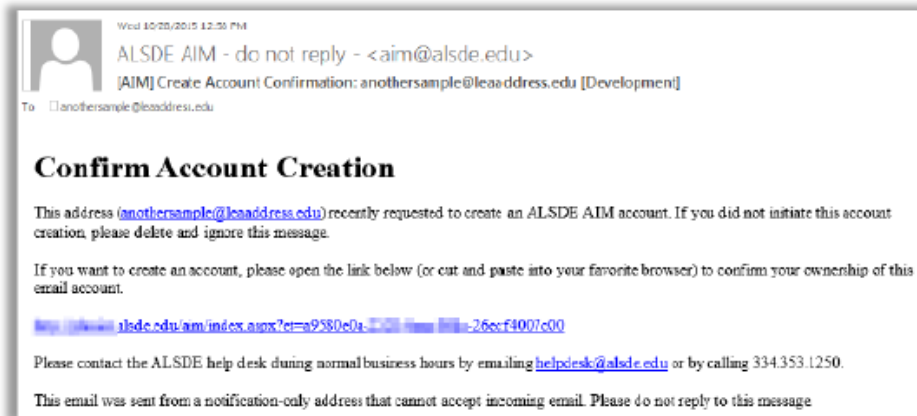 Wed 10/28/2015 12:56 PM
ALSDE AIM - do not reply - <aim@alsde.edu>
[AIM] Create Account Confirmation: anothersample@leaaddress.edu [Development]
To anothersample@leaaddress.edu
Confirm Account Creation
This address (anothersample@leaaddress.edu) recently requested to create an ALSDE AIM account. If you did not initiate this account
creation, please delete and ignore this message.
If you want to create an account, please open the link below (or cut and paste into your favorite browser) to confirm your ownership of this
email account.
alsde.edu/aim/index.aspx?et=a9580e0a- -26ecf4007c00
Please contact the ALSDE help desk during normal business hours by emailing helpdesk@alsde.edu or by calling 334.353.1250.
This email was sent from a notification-only address that cannot accept incoming email. Please do not reply to this message